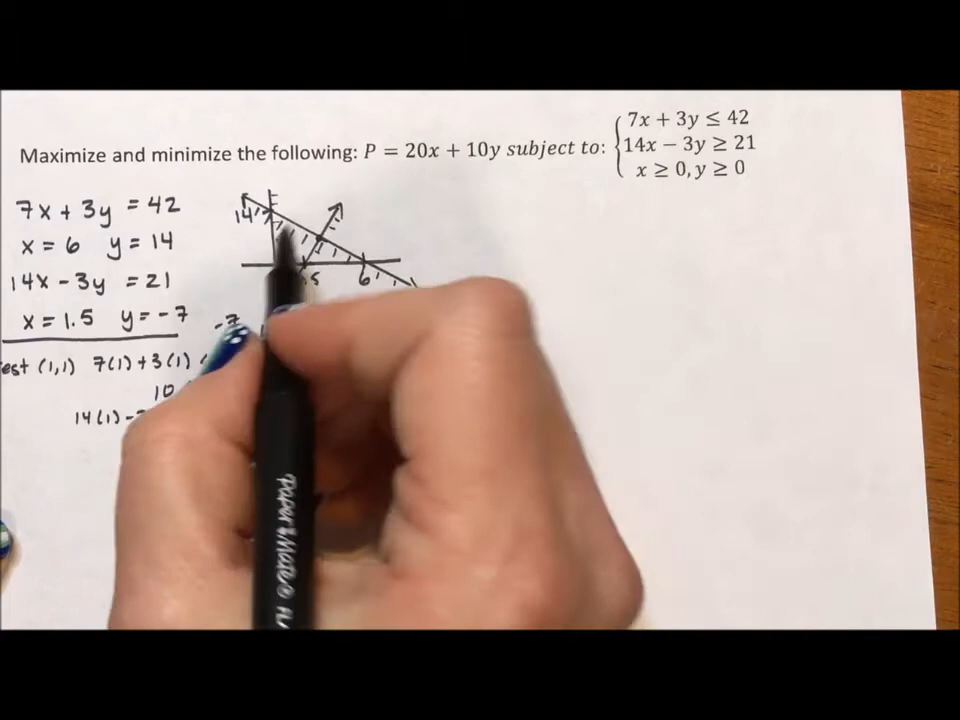 Maximize and minimize the following: P = 20x + 10y subject to: { 7x + 3y ≤ 42
14x − 3y ≥ 21
x ≥ 0, y ≥ 0
7x + 3y = 42
x = 6 y = 14
14x - 3y = 21
x = 1.5 y = -7
(1,1) 7(1) + 3(1)
10
14(1) -
14
6
-7
PaperMate